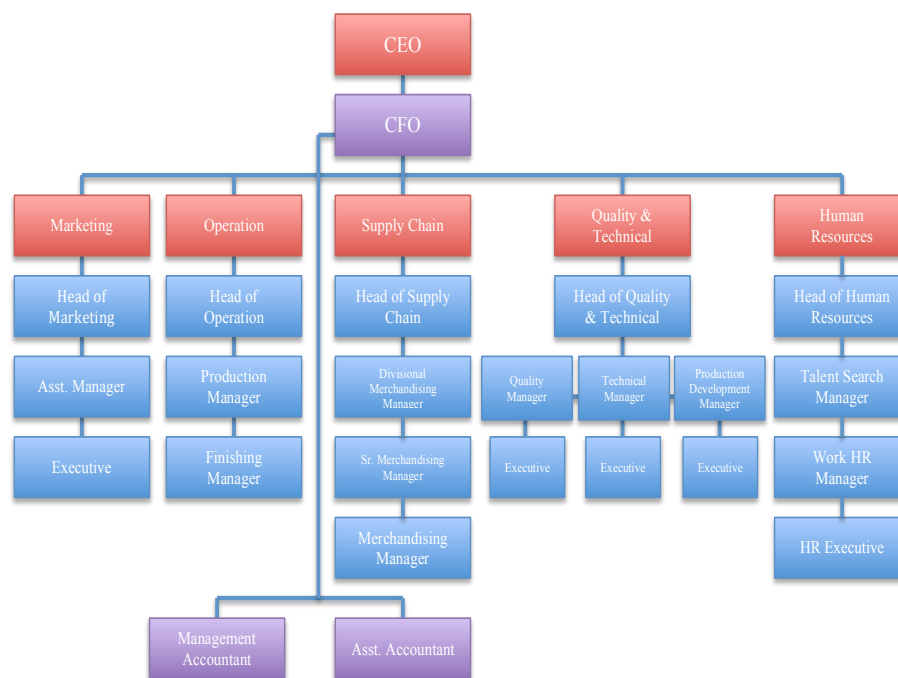 CEO
CFO
Marketing
Operation
Supply Chain
Quality &
Technical
Human
Resources
Head of
Marketing
Head of
Operation
Head of Supply
Chain
Head of Quality
& Technical
Head of Human
Resources
Asst. Manager
Production
Manager
Divisional
Merchandising
Manager
Quality
Manager
Technical
Manager
Production
Development
Manager
Talent Search
Manager
Executive
Finishing
Manager
Sr. Merchandising
Manager
Executive
Executive
Executive
Work HR
Manager
Merchandising
Manager
HR Executive
Management
Accountant
Asst. Accountant